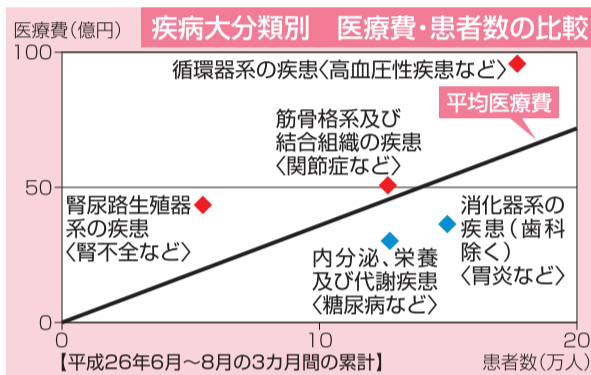 疾病大分類別 医療費・患者数の比較
医療費(億円)
100
循環器系の疾患〈高血圧性疾患など〉
平均医療費
筋骨格系及び
結合組織の疾患
〈関節症など〉
50
腎尿路生殖器
系の疾患
〈腎不全など〉
消化器系の
疾患(歯科
除く)
〈胃炎など〉
内分泌、栄養
及び代謝疾患
〈糖尿病など〉
0
0
10
20
【平成26年6月～8月の3カ月間の累計】
患者数(万人)